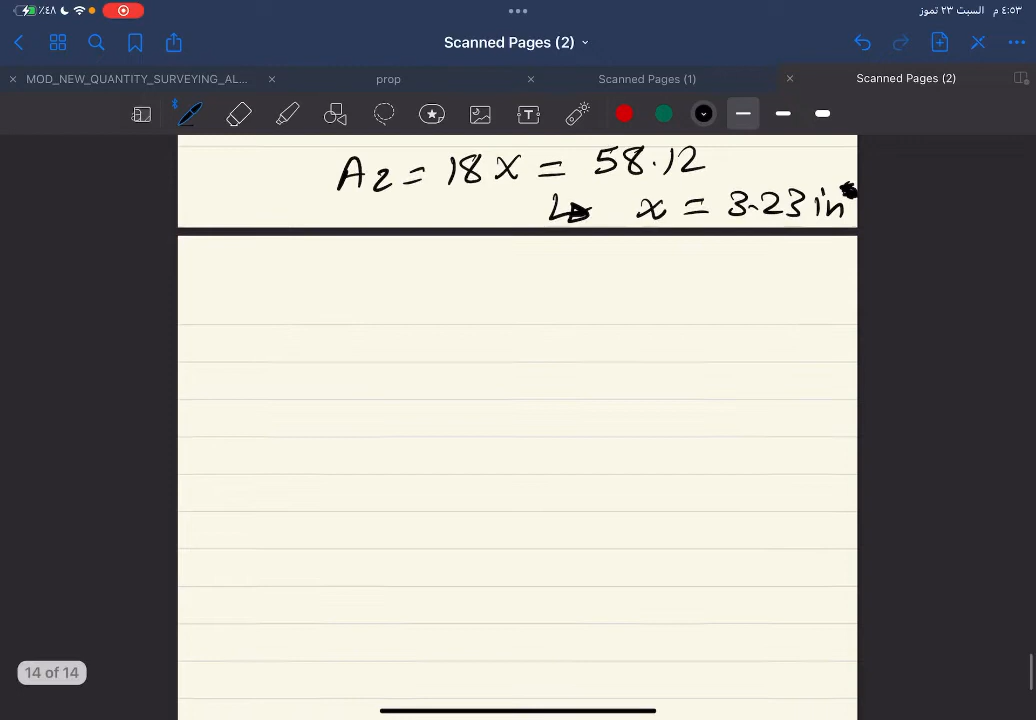 ٪٤٨
٤:٥٣ م السبت ٢٣ تموز
Scanned Pages (2)
MOD_NEW_QUANTITY_SURVEYING_AL...
prop
Scanned Pages (1)
Scanned Pages (2)
T
A2 = 18x = 58.12
x = 3.23 in
14 of 14